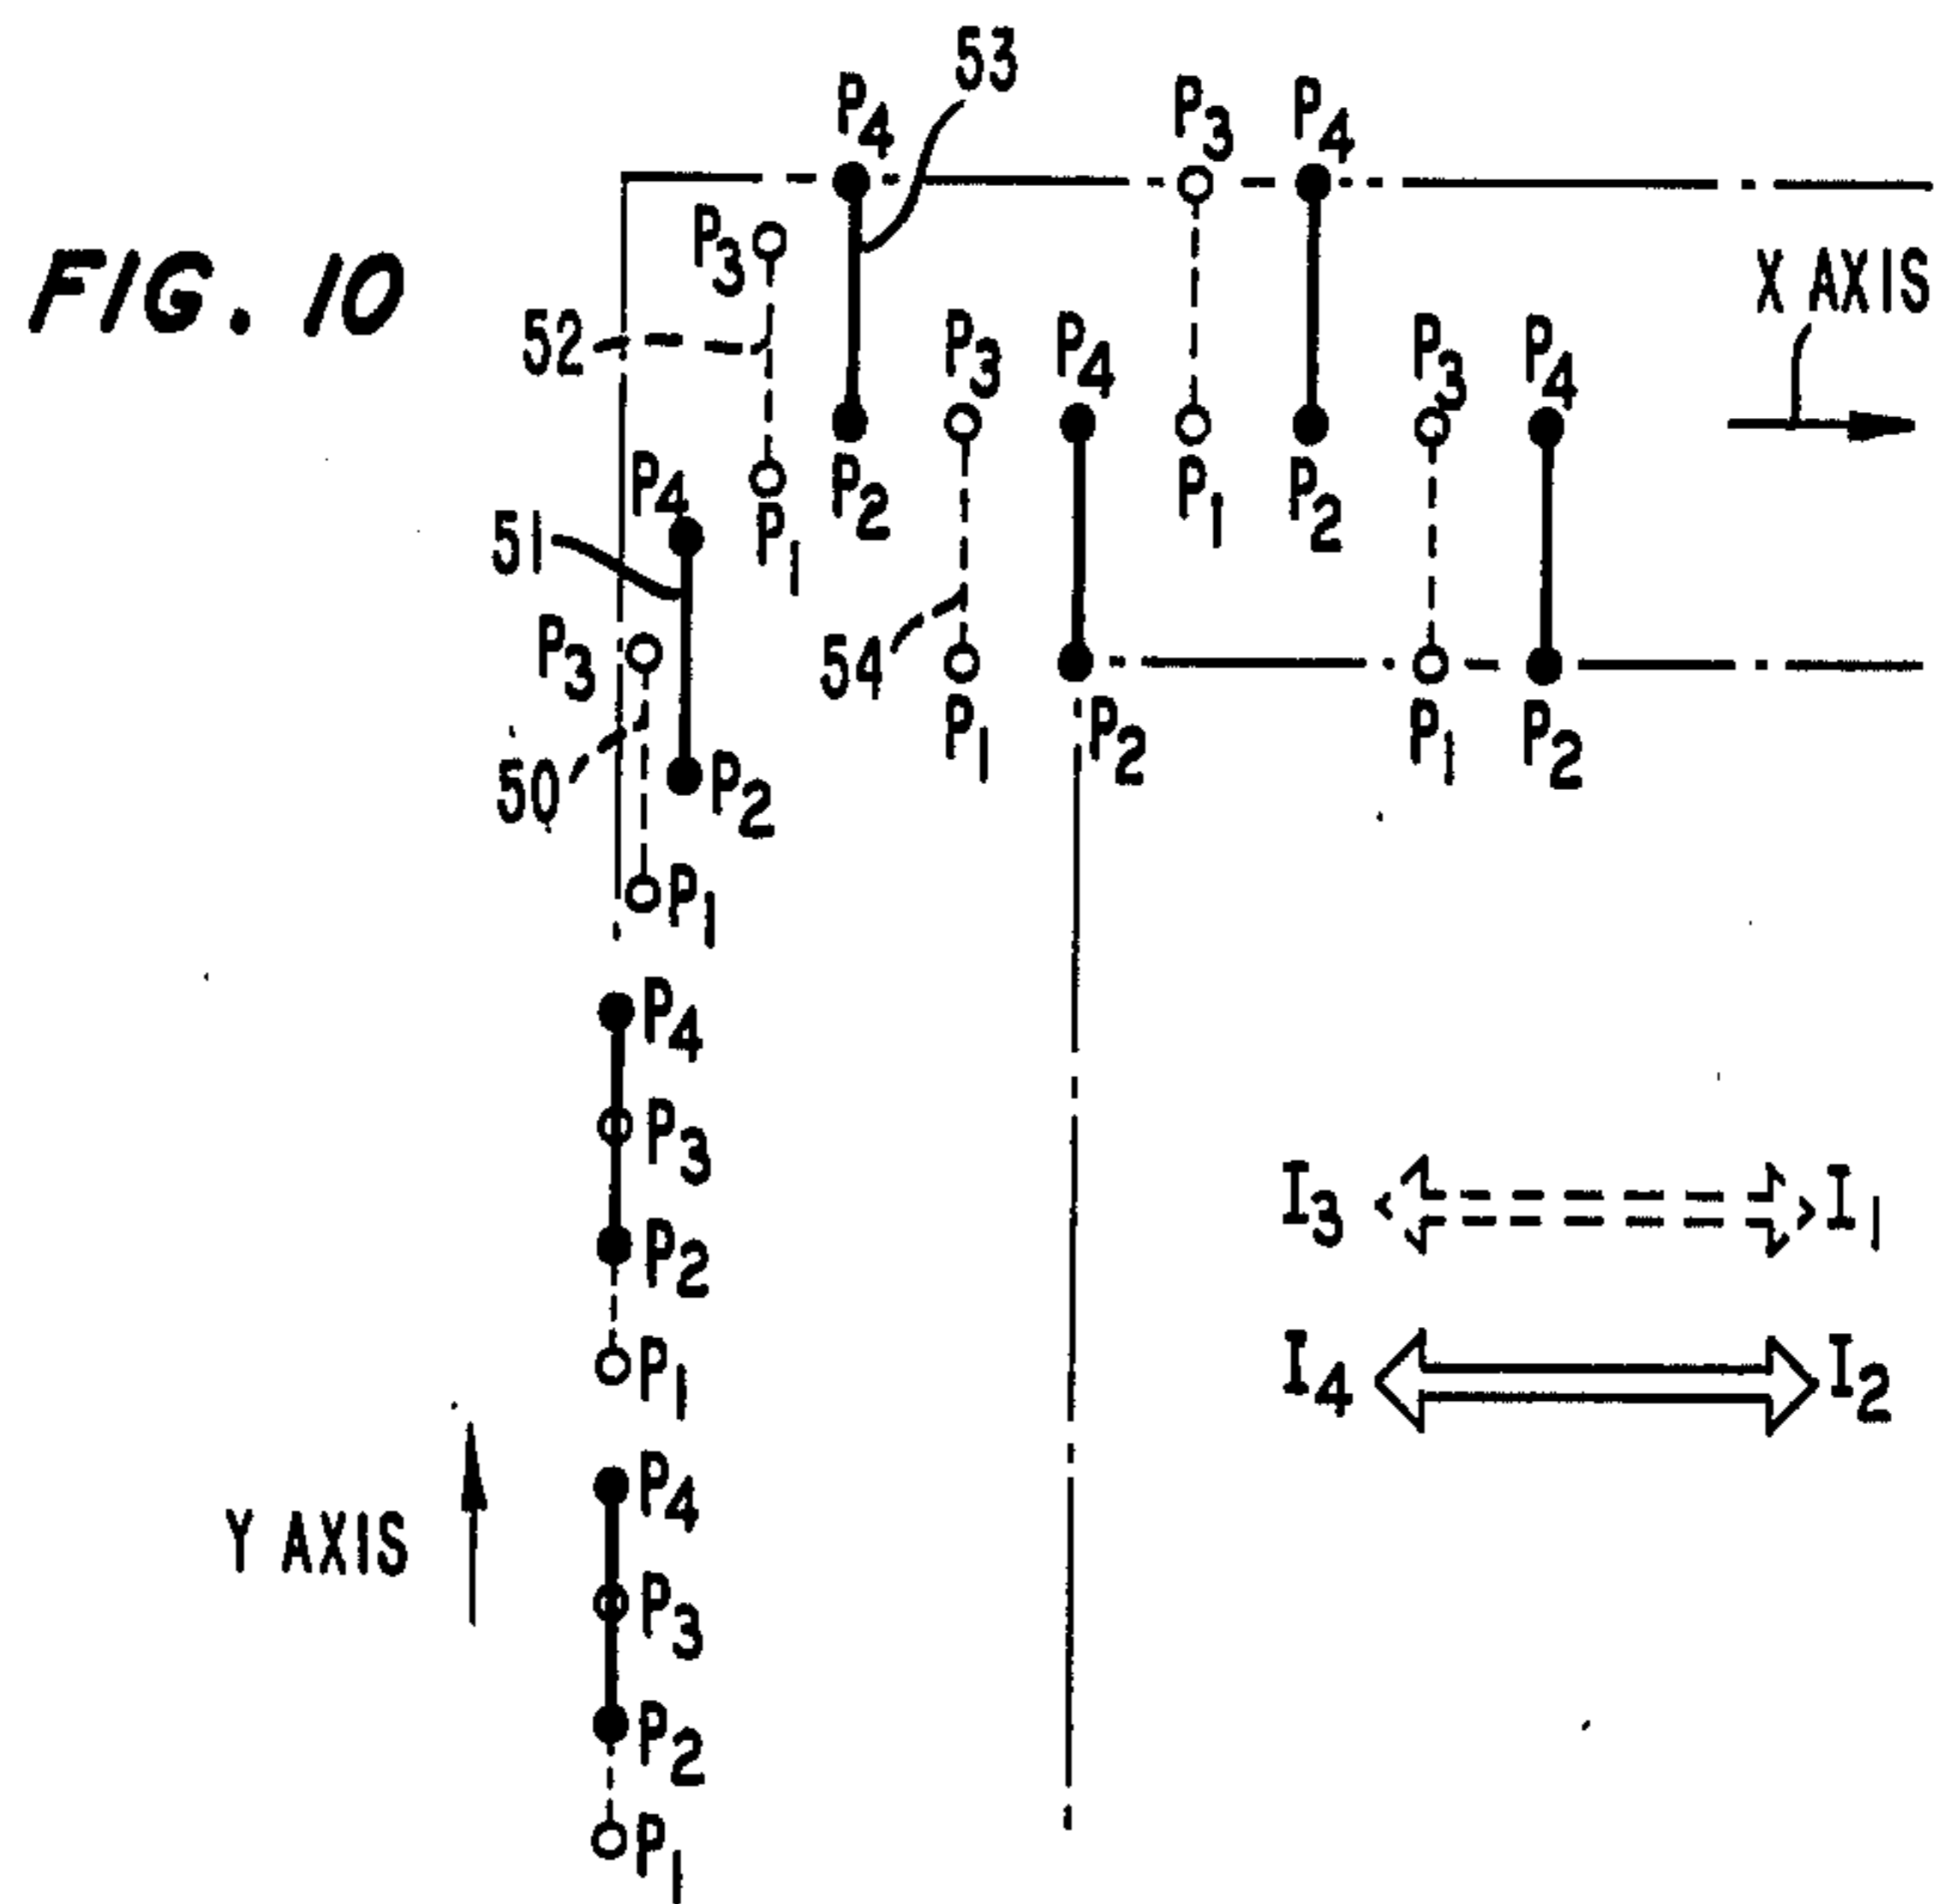 FIG. 10
53
P4 P3 P4
P3
X AXIS
52
P3 P4 P3 P4
P4 P2 P1 P2
51 P1
P3
54
50
P2 P1 P2 P1 P2
P1
P4
P3
P2
P1
I3 I1
I4 I2
P4
Y AXIS
P3
P2
P1